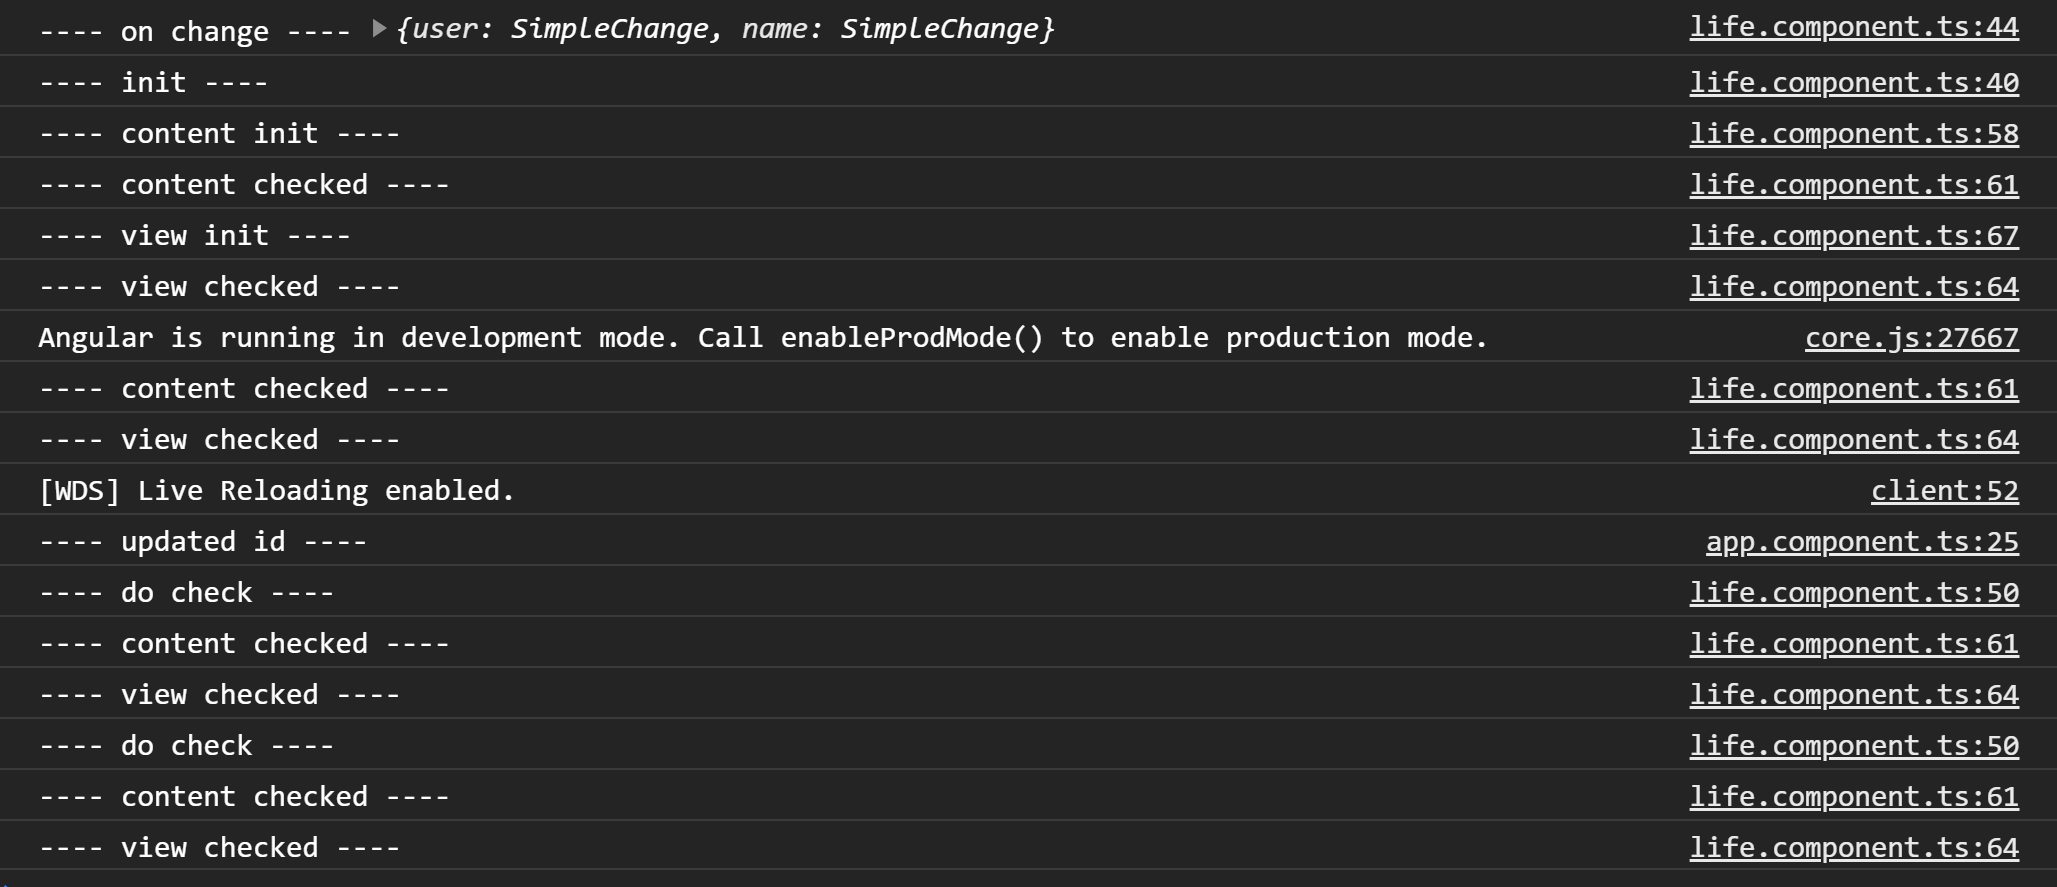 ---- on change ---- ▶{user: SimpleChange, name: SimpleChange} life.component.ts:44
---- init ---- life.component.ts:40
---- content init ---- life.component.ts:58
---- content checked ---- life.component.ts:61
---- view init ---- life.component.ts:67
---- view checked ---- life.component.ts:64
Angular is running in development mode. Call enableProdMode() to enable production mode. core.js:27667
---- content checked ---- life.component.ts:61
---- view checked ---- life.component.ts:64
[WDS] Live Reloading enabled. client:52
---- updated id ---- app.component.ts:25
---- do check ---- life.component.ts:50
---- content checked ---- life.component.ts:61
---- view checked ---- life.component.ts:64
---- do check ---- life.component.ts:50
---- content checked ---- life.component.ts:61
---- view checked ---- life.component.ts:64